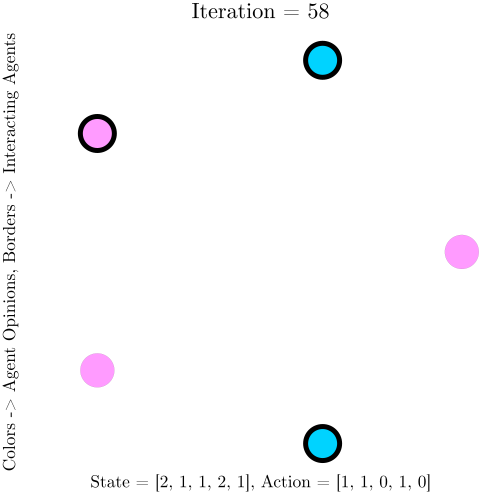 Iteration = 58
Colors -> Agent Opinions, Borders -> Interacting Agents
State = [2, 1, 1, 2, 1], Action = [1, 1, 0, 1, 0]